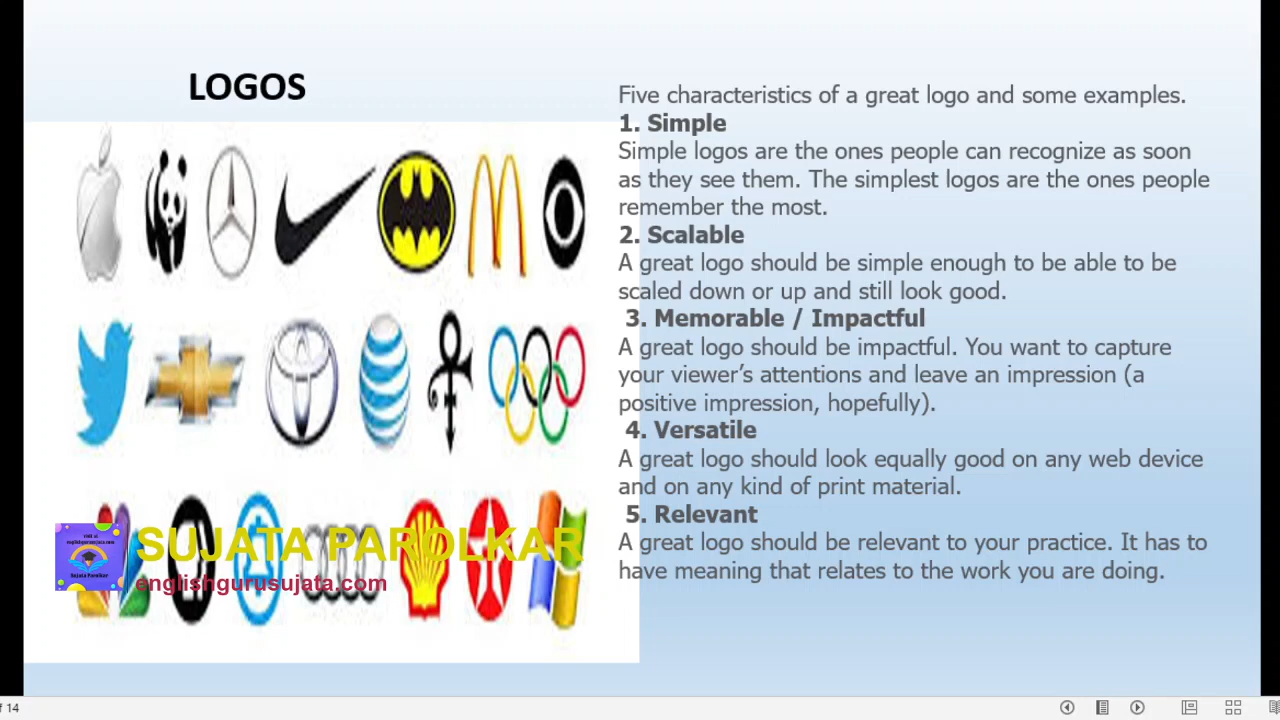 LOGOS
Five characteristics of a great logo and some examples.
1. Simple
Simple logos are the ones people can recognize as soon
as they see them. The simplest logos are the ones people
remember the most.
2. Scalable
A great logo should be simple enough to be able to be
scaled down or up and still look good.
3. Memorable / Impactful
A great logo should be impactful. You want to capture
your viewer’s attentions and leave an impression (a
positive impression, hopefully).
4. Versatile
A great logo should look equally good on any web device
and on any kind of print material.
5. Relevant
A great logo should be relevant to your practice. It has to
have meaning that relates to the work you are doing.
SUJATA PAROLKAR
englishgurusujata.com
Sujata Parolkar
of 14